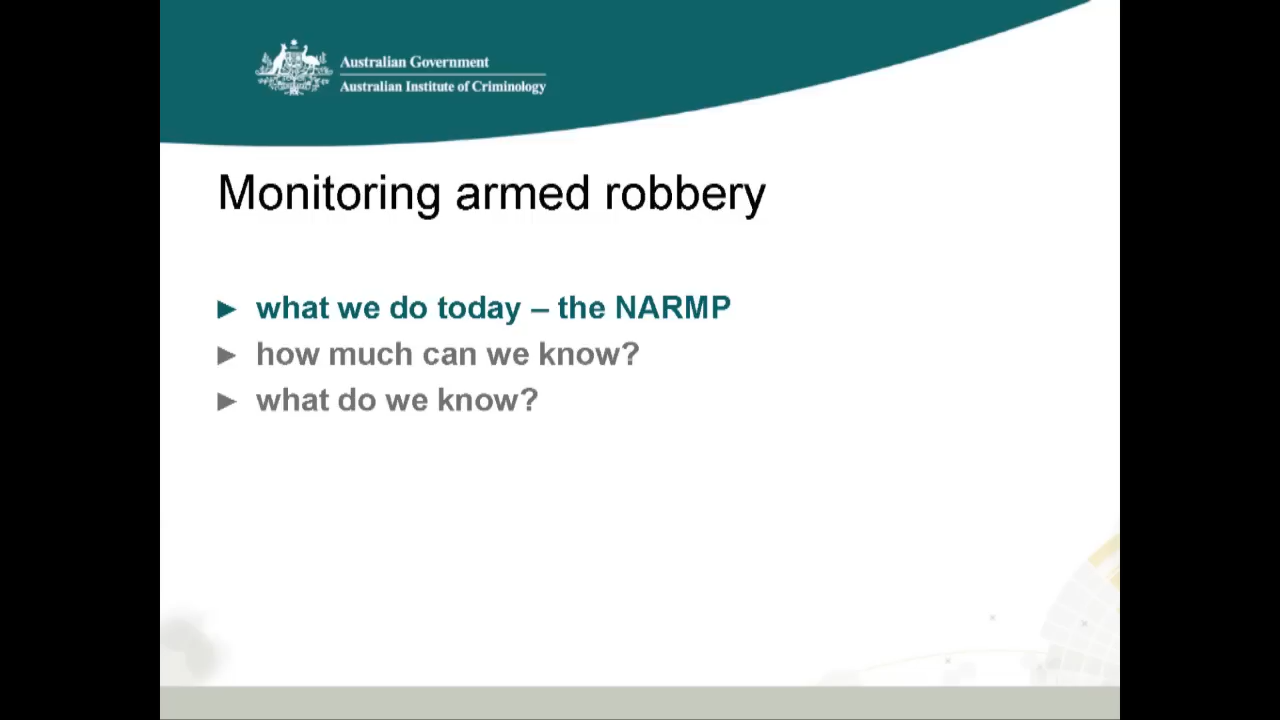 Australian Government
Australian Institute of Criminology
Monitoring armed robbery
► what we do today – the NARMP
► how much can we know?
► what do we know?